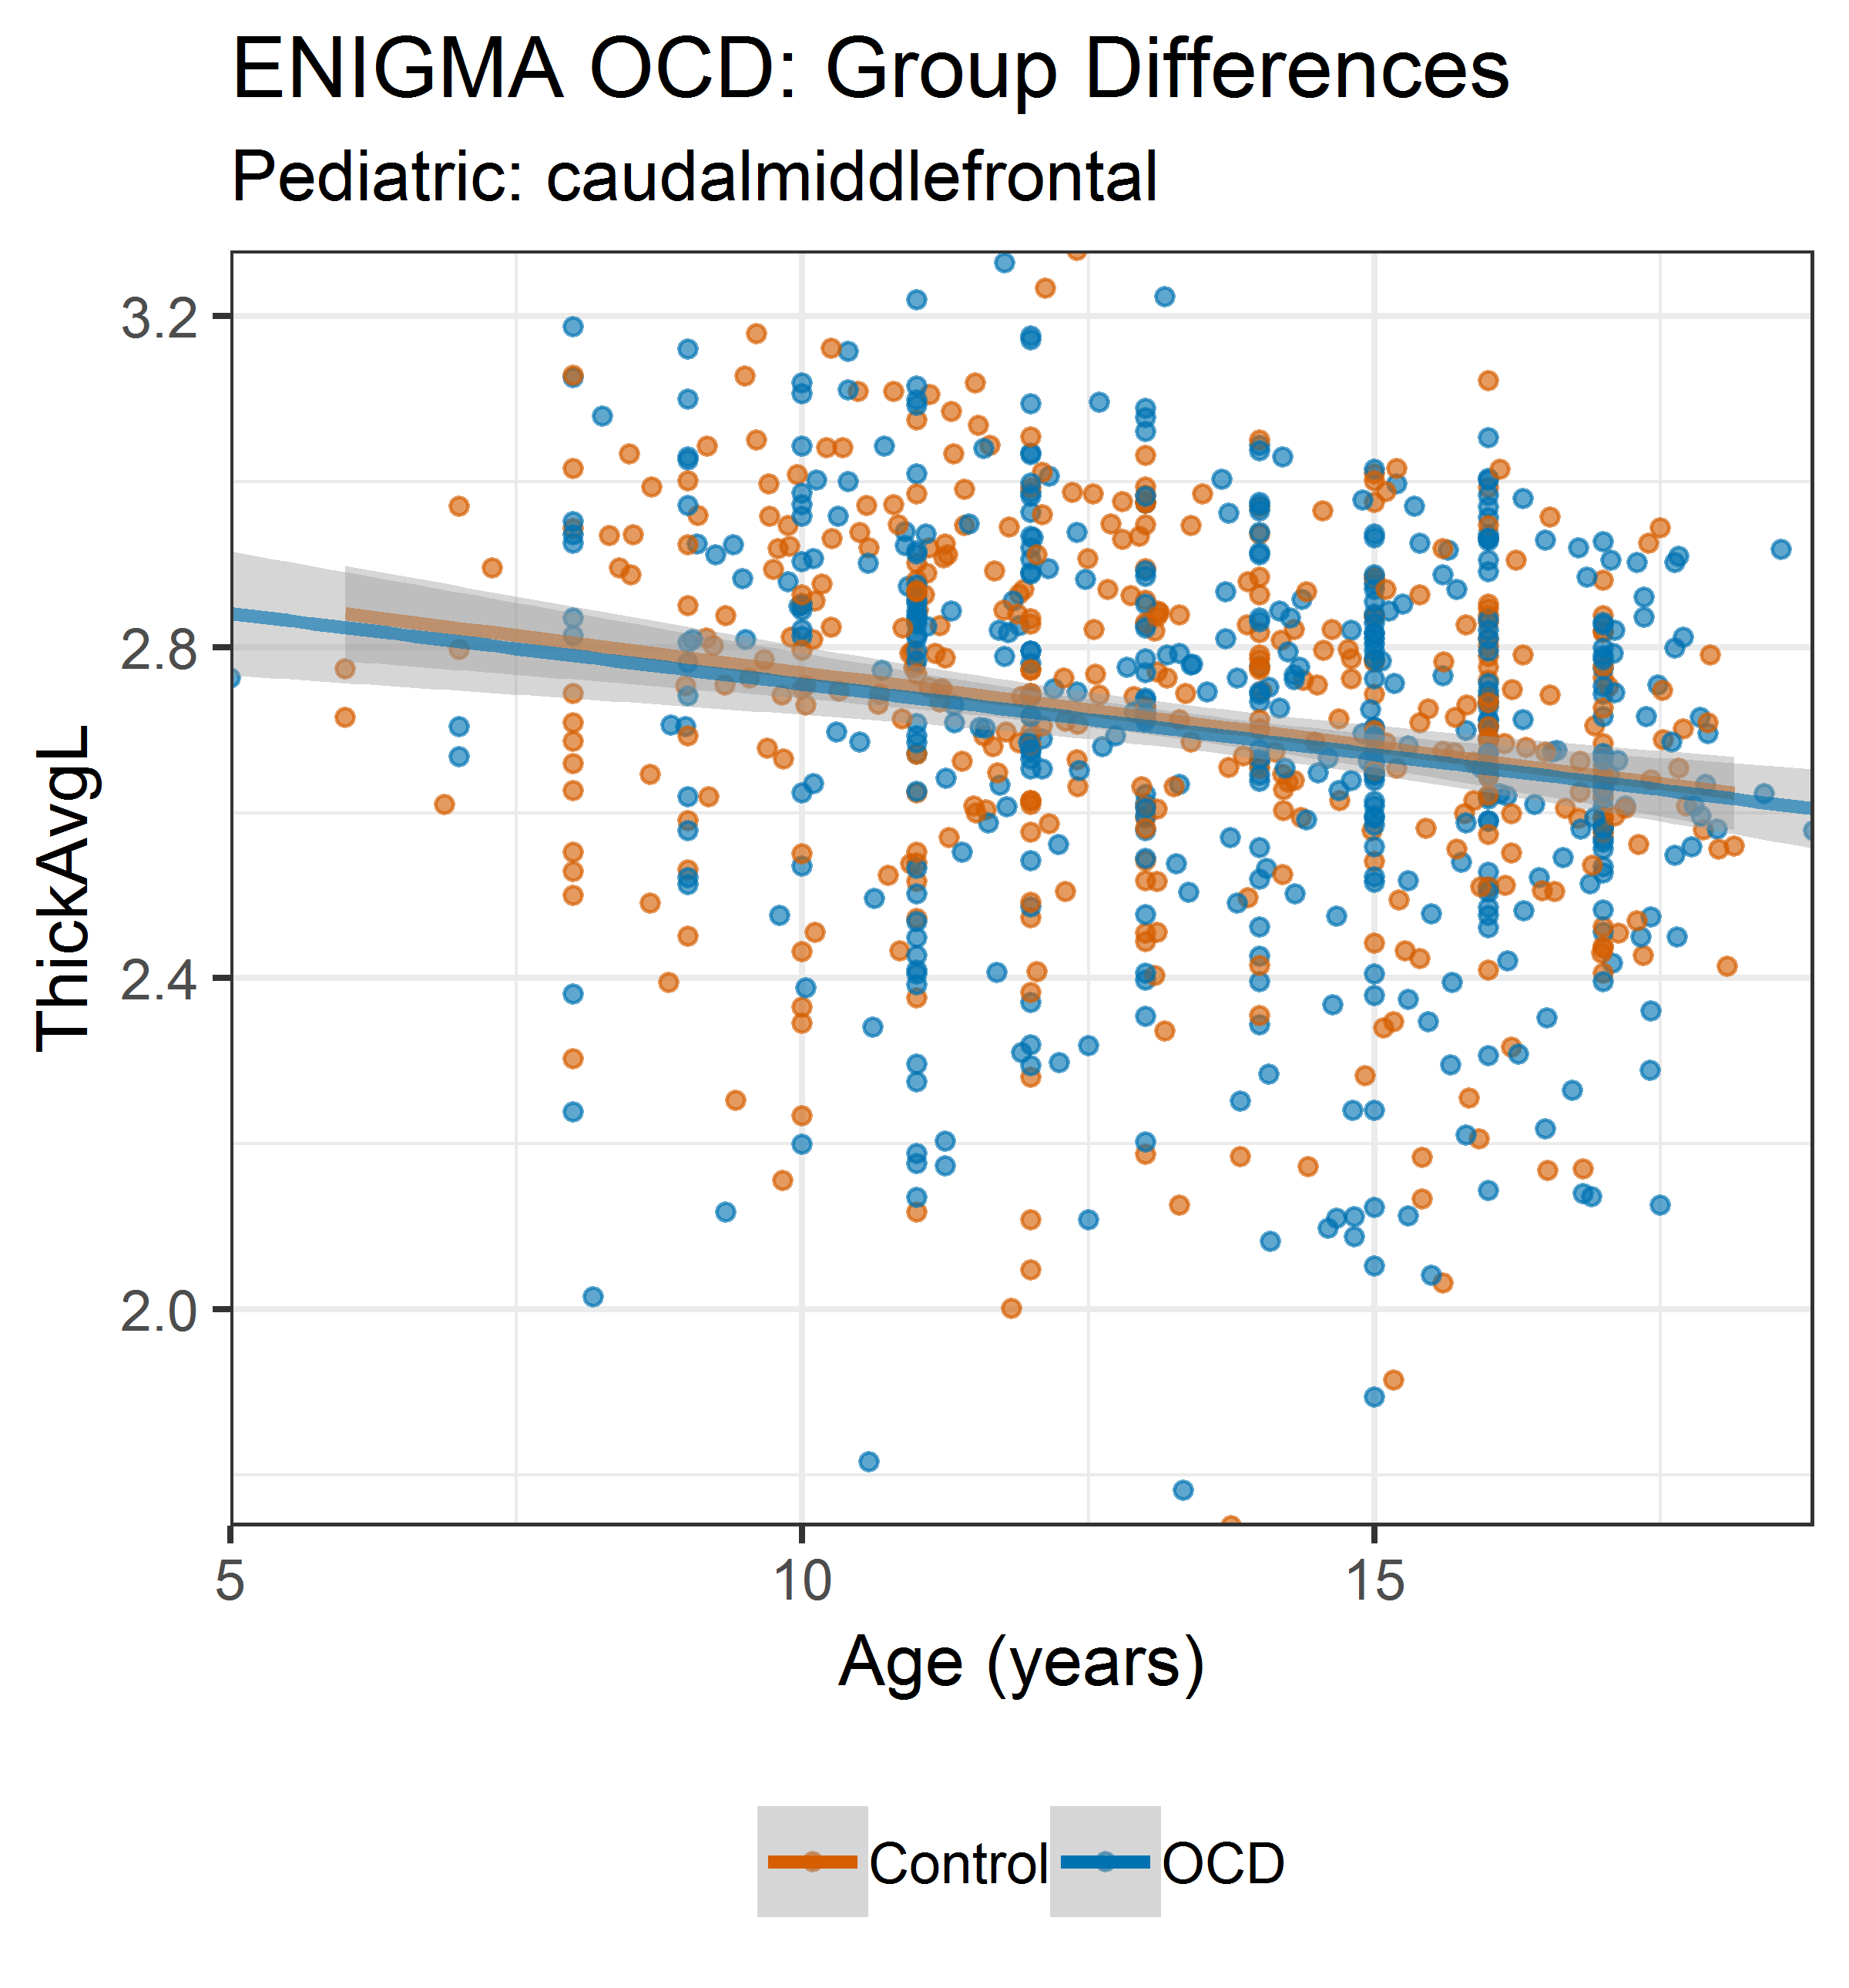 ENIGMA OCD: Group Differences
Pediatric: caudalmiddlefrontal
ThickAvgL
3.2
2.8
2.4
2.0
5 10 15
Age (years)
Control OCD